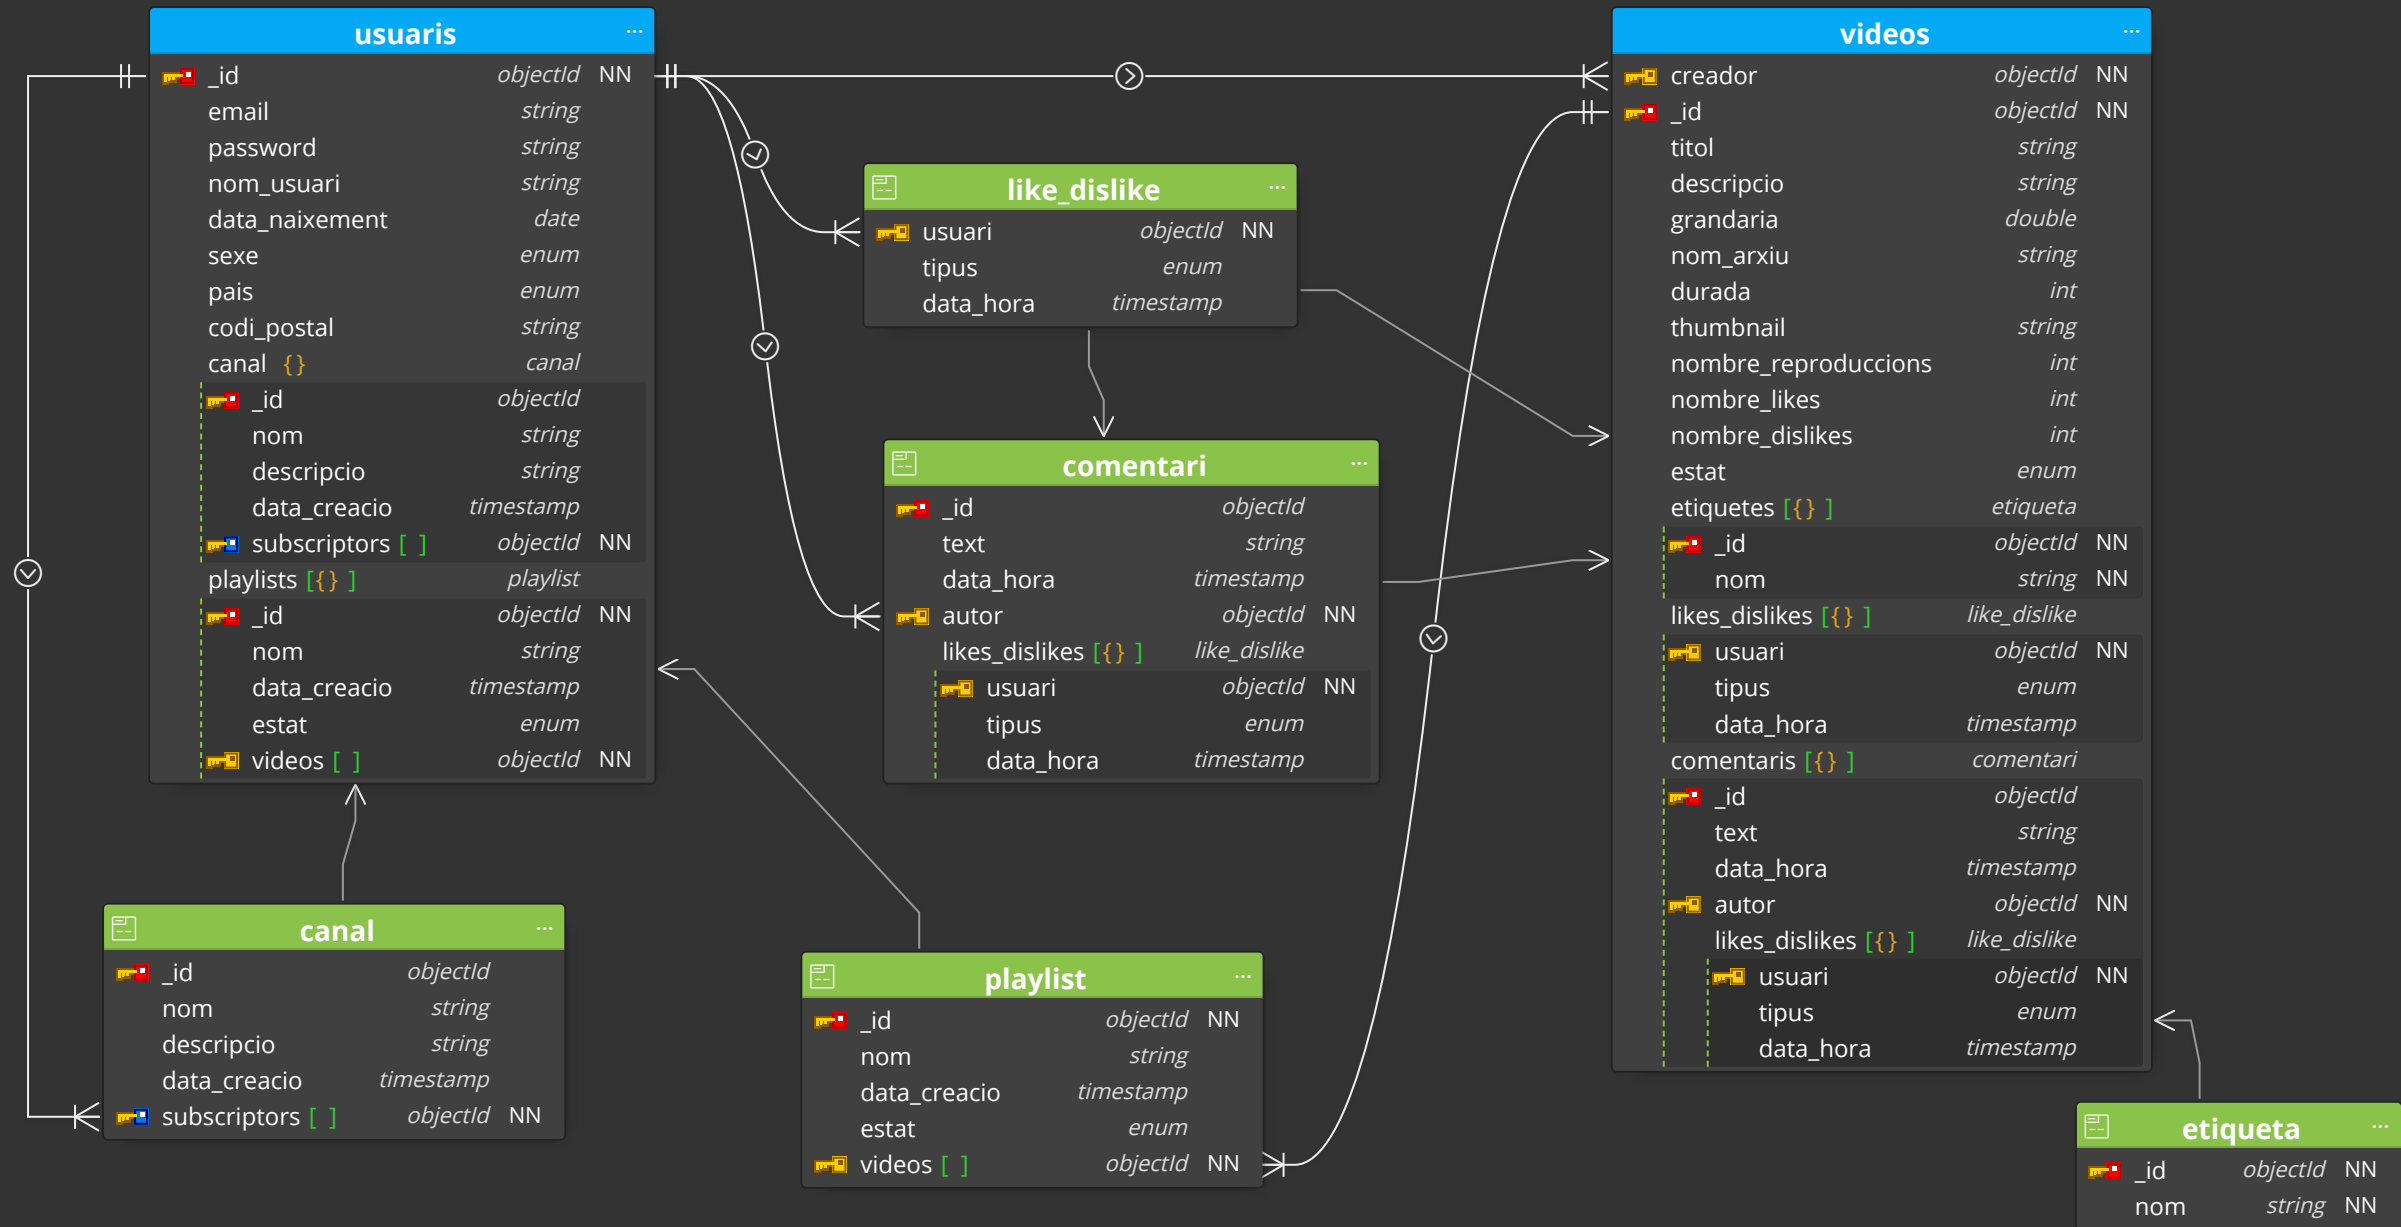 usuaris ...
_id objectId NN
email string
password string
nom_usuari string
data_naixement date
sexe enum
pais enum
codi_postal string
canal {} canal
_id objectId
nom string
descripcio string
data_creacio timestamp
subscriptors [ ] objectId NN
playlists [{} ] playlist
_id objectId NN
nom string
data_creacio timestamp
estat enum
videos [ ] objectId NN
like_dislike ...
usuari objectId NN
tipus enum
data_hora timestamp
comentari ...
_id objectId
text string
data_hora timestamp
autor objectId NN
likes_dislikes [{} ] like_dislike
usuari objectId NN
tipus enum
data_hora timestamp
videos ...
creador objectId NN
_id objectId NN
titol string
descripcio string
grandaria double
nom_arxiu string
durada int
thumbnail string
nombre_reproduccions int
nombre_likes int
nombre_dislikes int
estat enum
etiquetes [{} ] etiqueta
_id objectId NN
nom string NN
likes_dislikes [{} ] like_dislike
usuari objectId NN
tipus enum
data_hora timestamp
comentaris [{} ] comentari
_id objectId
text string
data_hora timestamp
autor objectId NN
likes_dislikes [{} ] like_dislike
usuari objectId NN
tipus enum
data_hora timestamp
canal ...
_id objectId
nom string
descripcio string
data_creacio timestamp
subscriptors [ ] objectId NN
playlist ...
_id objectId NN
nom string
data_creacio timestamp
estat enum
videos [ ] objectId NN
etiqueta ...
_id objectId NN
nom string NN